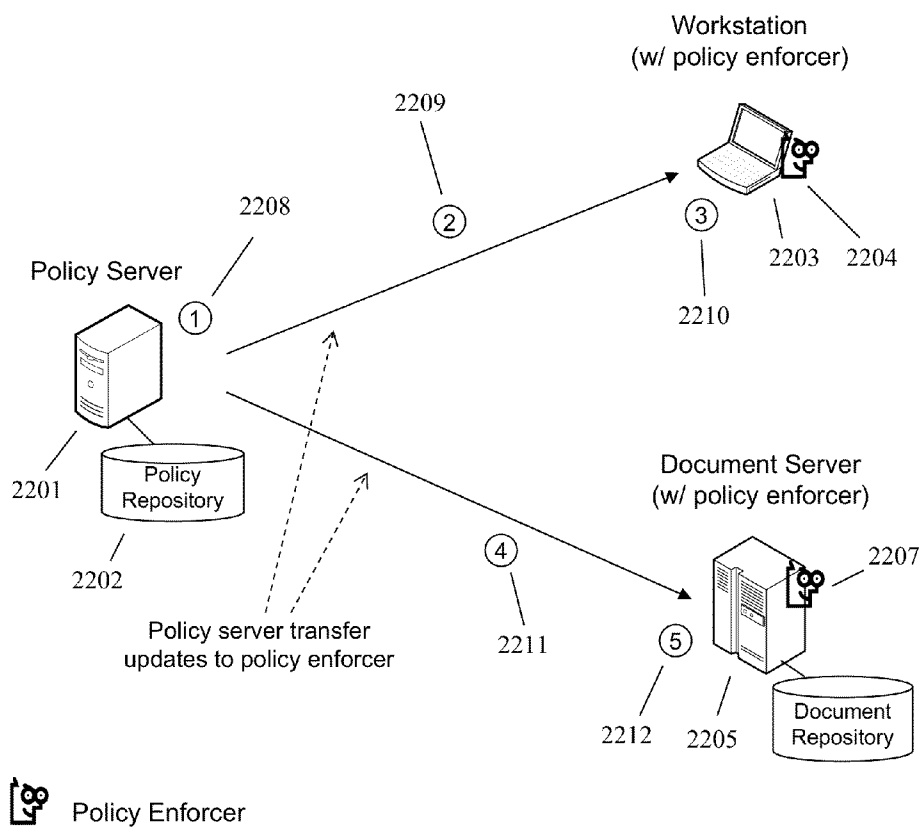 Workstation
(w/ policy enforcer)
2209
2208
2
3
2203
2204
2210
Policy Server
1
2201
Policy
Repository
2202
Document Server
(w/ policy enforcer)
4
2207
2211
Policy server transfer
updates to policy enforcer
5
2212
2205
Document
Repository
Policy Enforcer